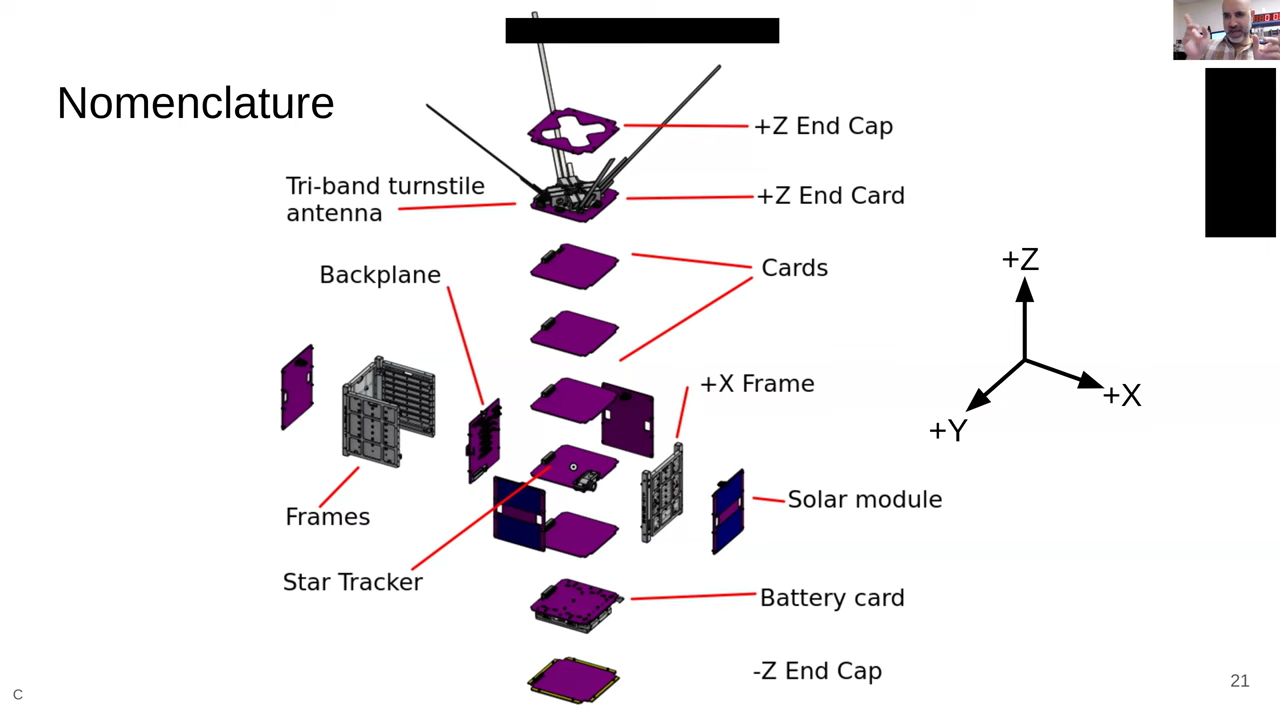 Nomenclature
+Z End Cap
Tri-band turnstile
antenna
+Z End Card
Backplane
Cards
+Z
+X Frame
+X
+Y
Frames
Solar module
Star Tracker
Battery card
-Z End Cap
C
21